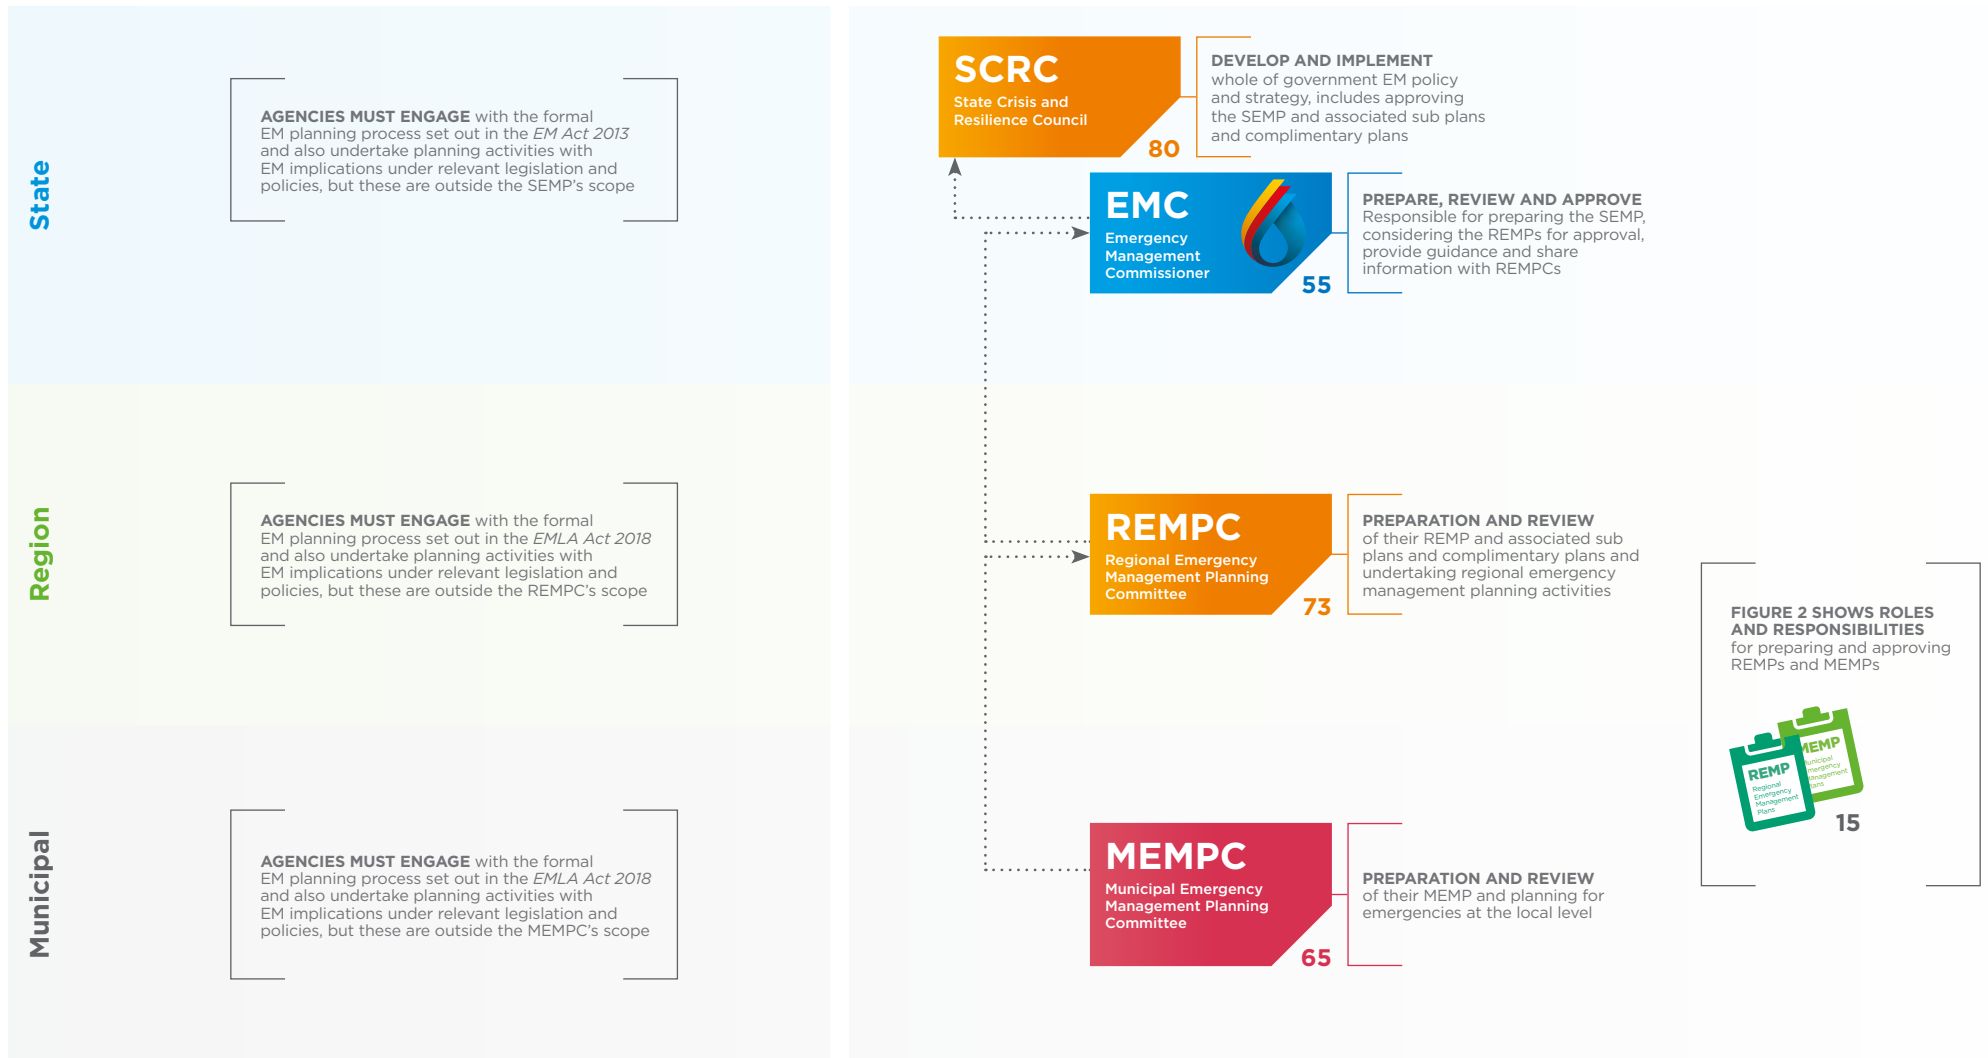 State
AGENCIES MUST ENGAGE with the formal
EM planning process set out in the EM Act 2013
and also undertake planning activities with
EM implications under relevant legislation and
policies, but these are outside the SEMP's scope
SCRC
State Crisis and
Resilience Council
80
DEVELOP AND IMPLEMENT
whole of government EM policy
and strategy, includes approving
the SEMP and associated sub plans
and complimentary plans
EMC
Emergency
Management
Commissioner
55
PREPARE, REVIEW AND APPROVE
Responsible for preparing the SEMP,
considering the REMPs for approval,
provide guidance and share
information with REMPCs
Region
AGENCIES MUST ENGAGE with the formal
EM planning process set out in the EMLA Act 2018
and also undertake planning activities with
EM implications under relevant legislation and
policies, but these are outside the REMPC's scope
REMPC
Regional Emergency
Management Planning
Committee
73
PREPARATION AND REVIEW
of their REMP and associated sub
plans and complimentary plans and
undertaking regional emergency
management planning activities
FIGURE 2 SHOWS ROLES
AND RESPONSIBILITIES
for preparing and approving
REMPs and MEMPs
MEMP
unicipal
mergency
Management
lans
REMP
Regional
Emergency
Management
Plans
15
Municipal
AGENCIES MUST ENGAGE with the formal
EM planning process set out in the EMLA Act 2018
and also undertake planning activities with
EM implications under relevant legislation and
policies, but these are outside the MEMPC's scope
MEMPC
Municipal Emergency
Management Planning
Committee
65
PREPARATION AND REVIEW
of their MEMP and planning for
emergencies at the local level